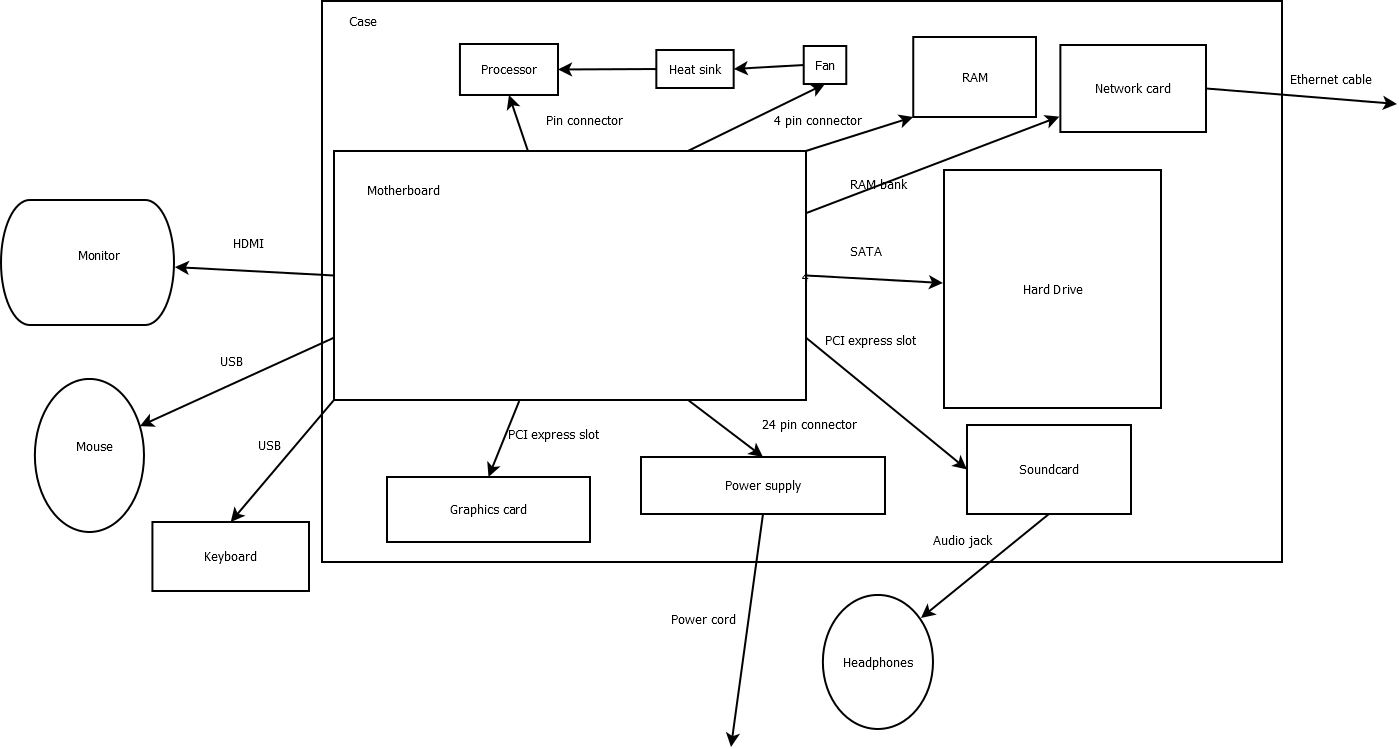 Case
Processor
Heat sink
Fan
RAM
Network card
Ethernet cable
Pin connector
4 pin connector
Motherboard
RAM bank
HDMI
Monitor
SATA
4
Hard Drive
PCI express slot
USB
Mouse
USB
PCI express slot
24 pin connector
Soundcard
Power supply
Graphics card
Audio jack
Keyboard
Power cord
Headphones